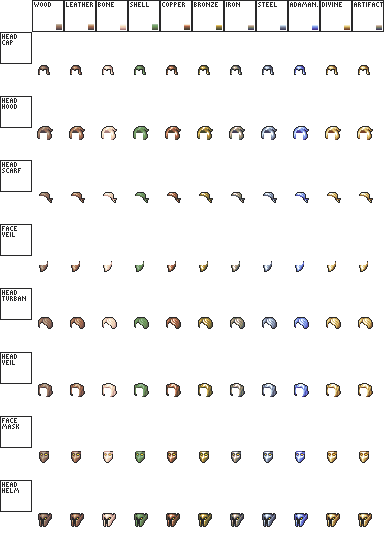 WOOD LEATHER BONE SHELL COPPER BRONZE IRON STEEL ADAMAN. DIVINE ARTIFACT
HEAD
CAP
HEAD
HOOD
HEAD
SCARF
FACE
VEIL
HEAD
TURBAN
HEAD
VEIL
FACE
MASK
HEAD
HELM